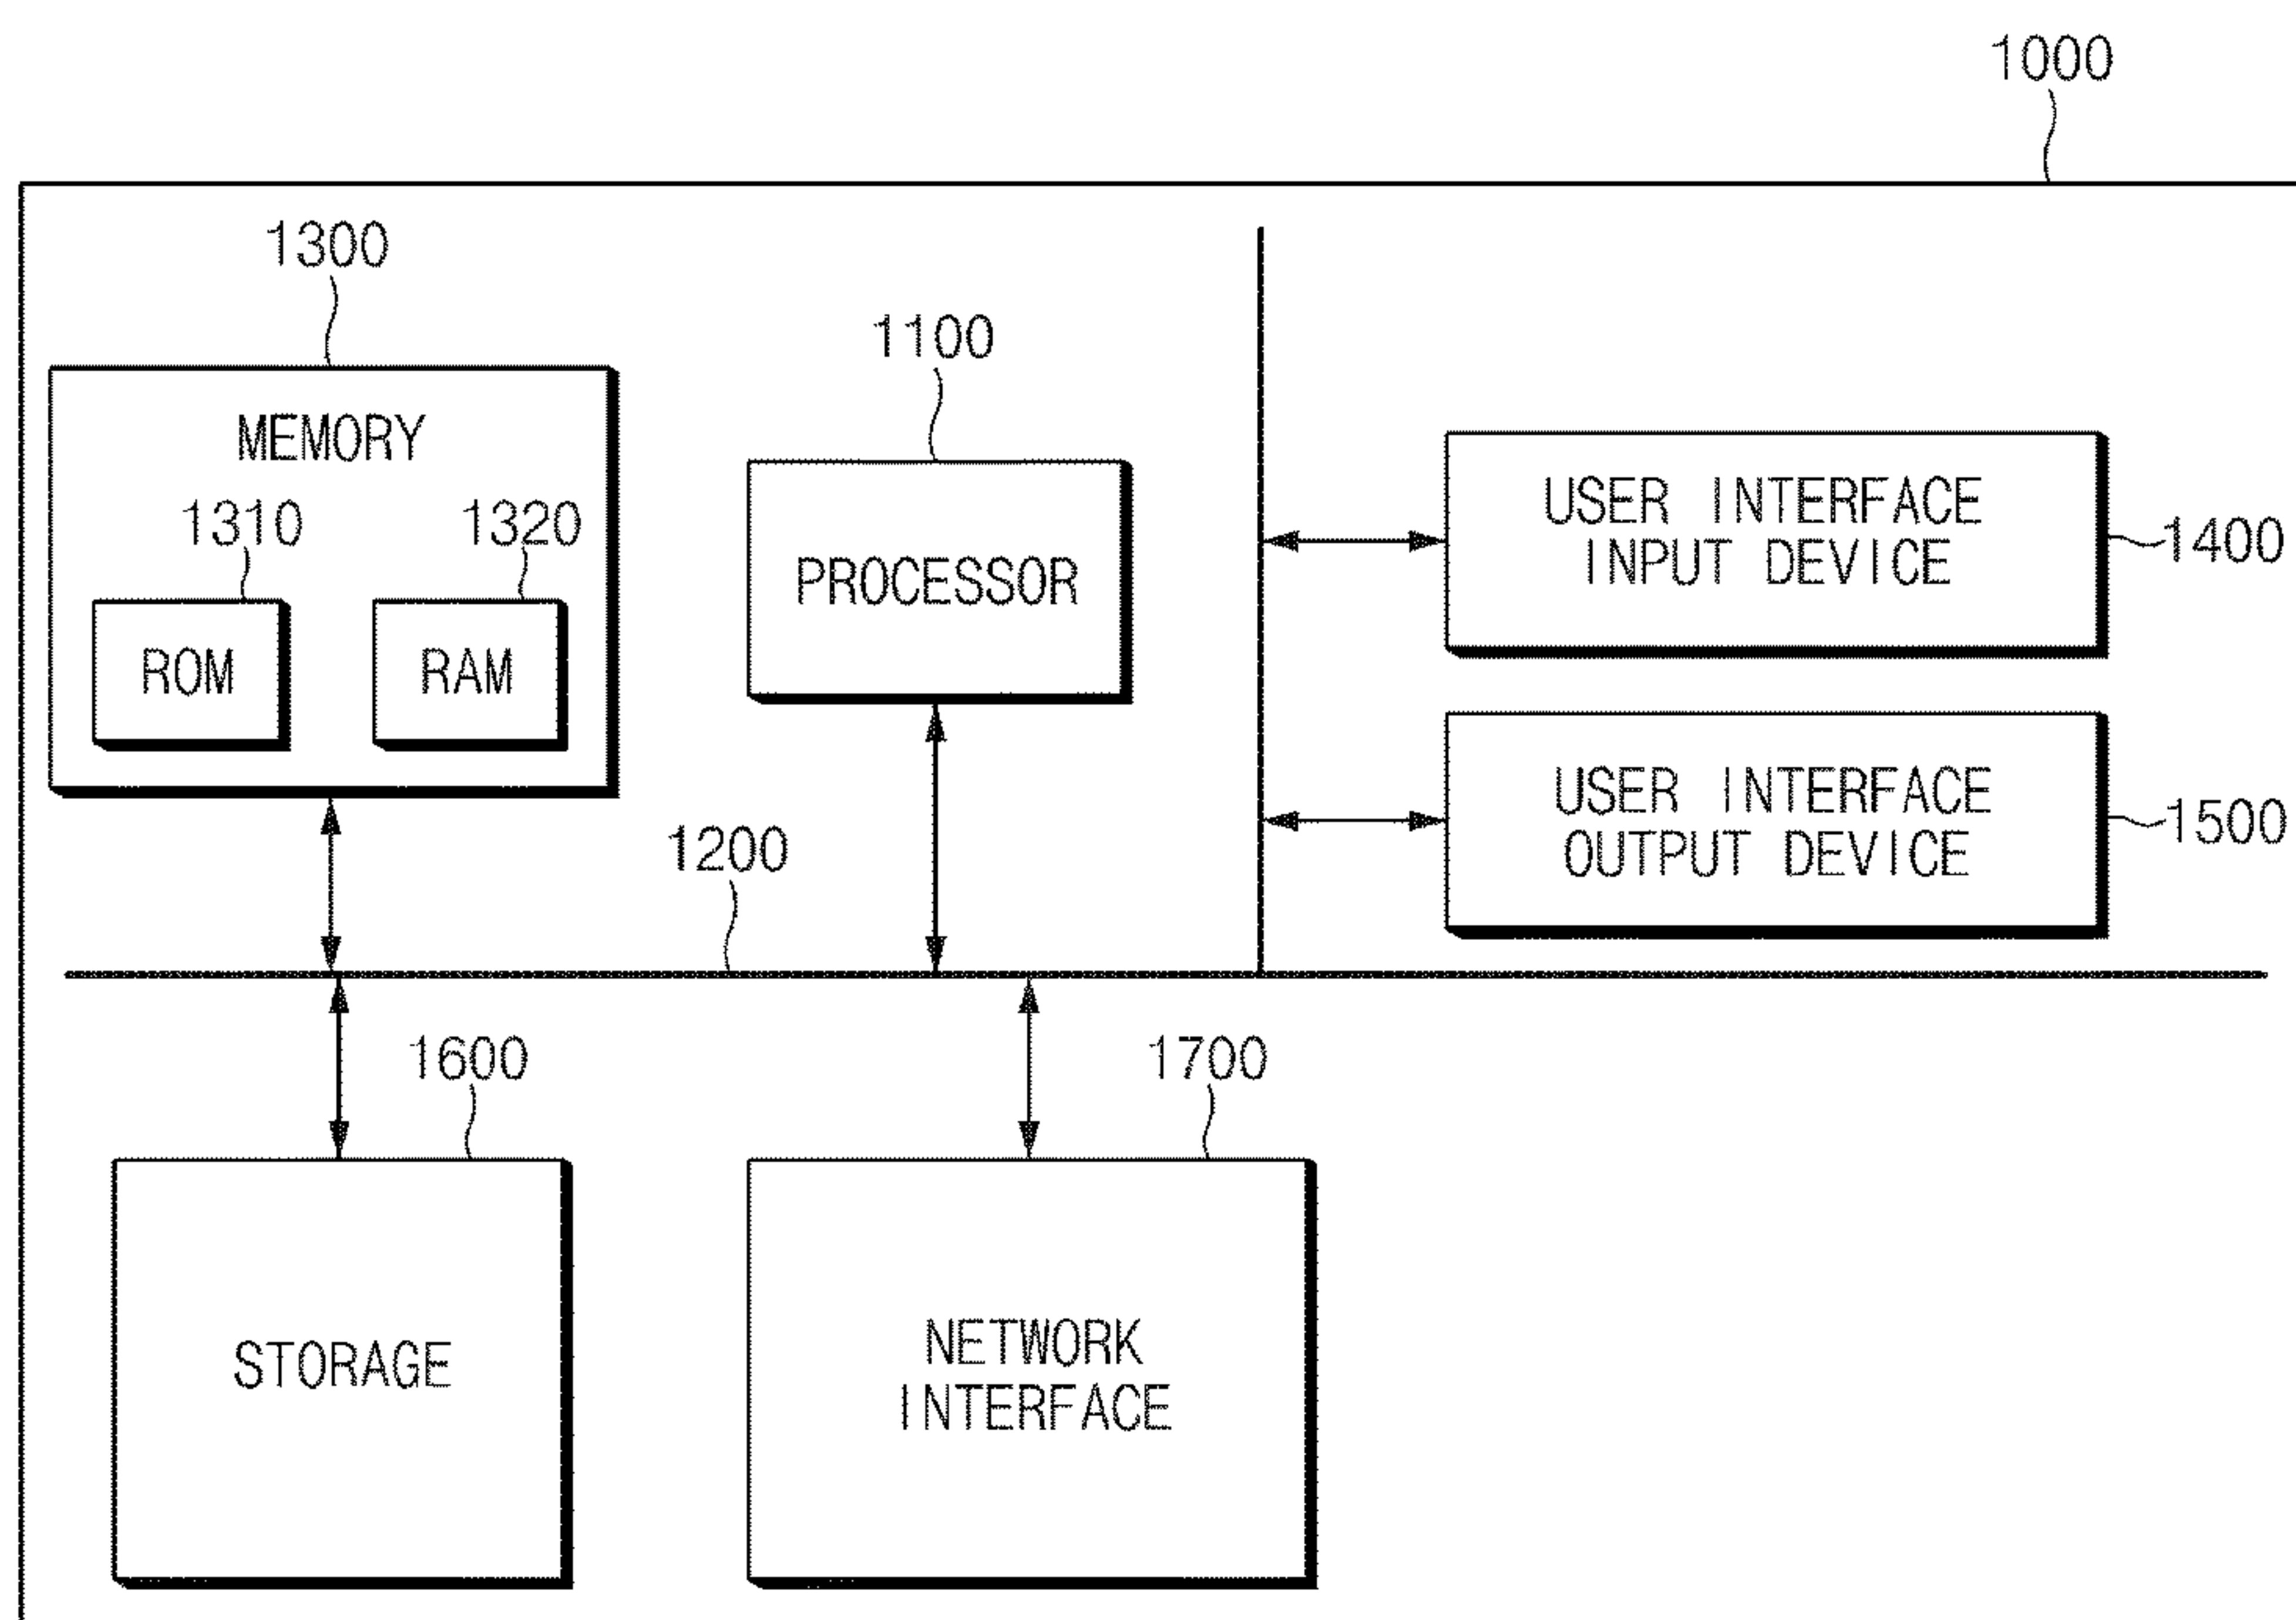 1000
1300
1100
MEMORY
1310
1320
USER INTERFACE
INPUT DEVICE
1400
PROCESSOR
ROM
RAM
USER INTERFACE
OUTPUT DEVICE
1500
1200
1600
1700
STORAGE
NETWORK
INTERFACE